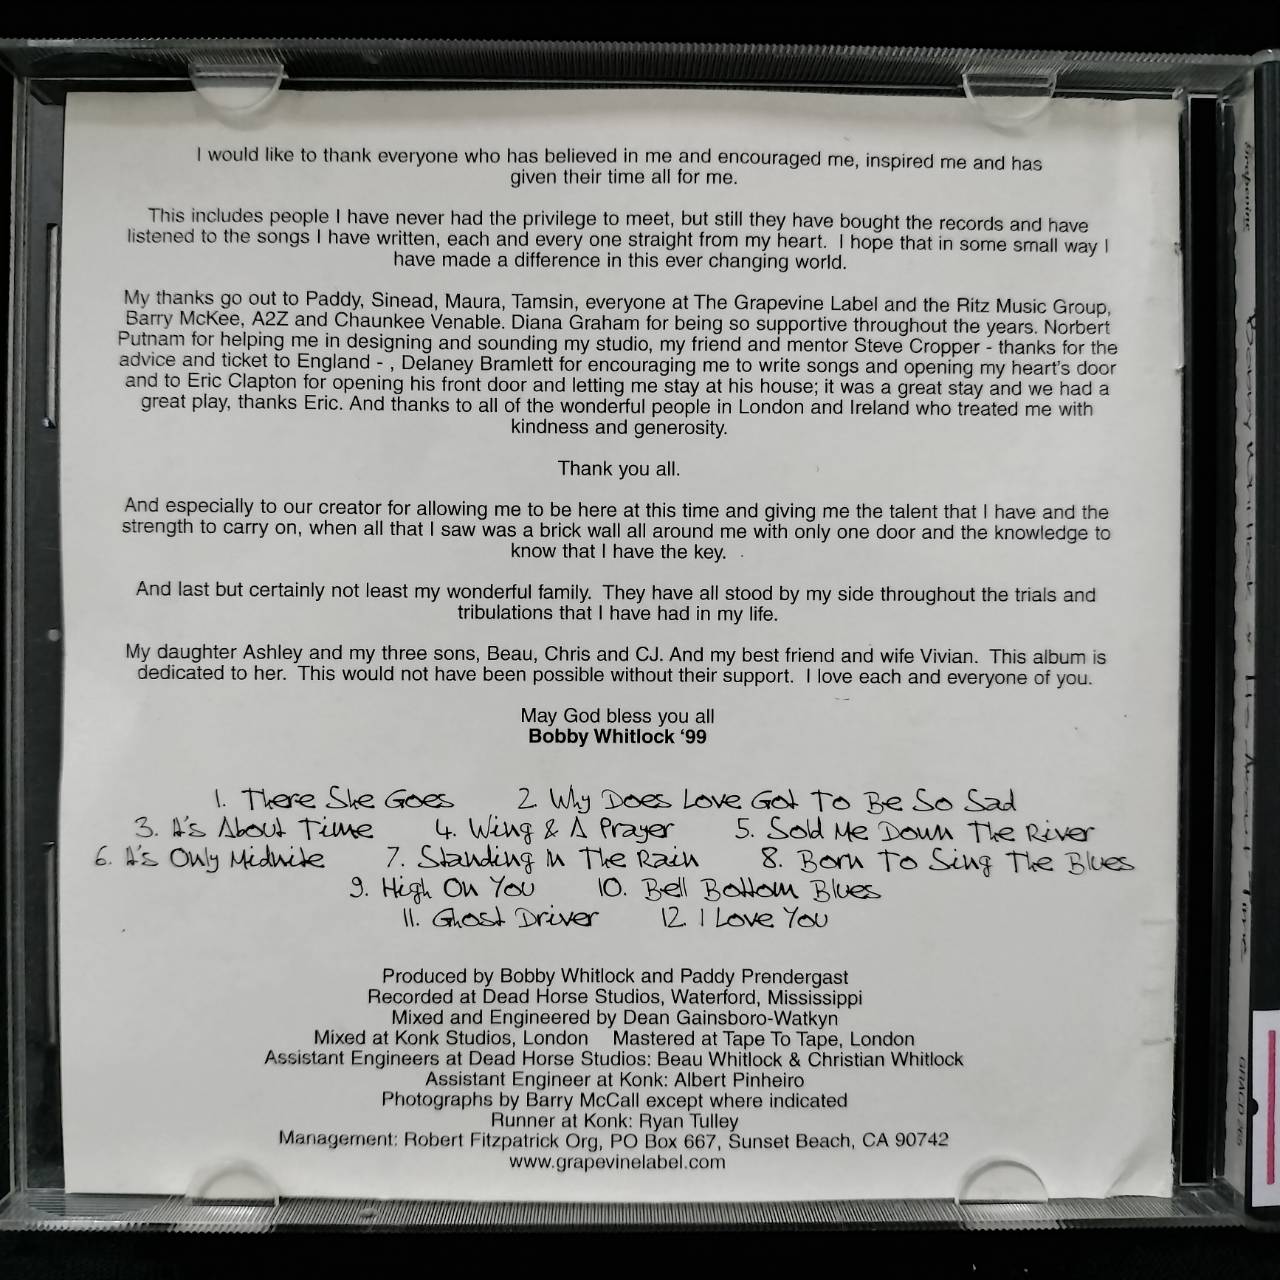 I would like to thank everyone who has believed in me and encouraged me, inspired me and has
given their time all for me.
This includes people I have never had the privilege to meet, but still they have bought the records and have
listened to the songs I have written, each and every one straight from my heart.  I hope that in some small way I
have made a difference in this ever changing world.
My thanks go out to Paddy, Sinead, Maura, Tamsin, everyone at The Grapevine Label and the Ritz Music Group,
Barry McKee, A2Z and Chaunkee Venable. Diana Graham for being so supportive throughout the years. Norbert
Putnam for helping me in designing and sounding my studio, my friend and mentor Steve Cropper - thanks for the
advice and ticket to England - , Delaney Bramlett for encouraging me to write songs and opening my heart's door
and to Eric Clapton for opening his front door and letting me stay at his house; it was a great stay and we had a
great play, thanks Eric. And thanks to all of the wonderful people in London and Ireland who treated me with
kindness and generosity.
Thank you all.
And especially to our creator for allowing me to be here at this time and giving me the talent that I have and the
strength to carry on, when all that I saw was a brick wall all around me with only one door and the knowledge to
know that I have the key.
And last but certainly not least my wonderful family.  They have all stood by my side throughout the trials and
tribulations that I have had in my life.
My daughter Ashley and my three sons, Beau, Chris and CJ. And my best friend and wife Vivian.  This album is
dedicated to her.  This would not have been possible without their support.  I love each and everyone of you.
May God bless you all
Bobby Whitlock '99
1. There She Goes 2. Why Does Love Got To Be So Sad
3. It's About Time 4. Wing & A Prayer 5. Sold Me Down The River
6. It's Only Midnite 7. Standing In The Rain 8. Born To Sing The Blues
9. High On You 10. Bell Bottom Blues
11. Ghost Driver 12. I Love You
Produced by Bobby Whitlock and Paddy Prendergast
Recorded at Dead Horse Studios, Waterford, Mississippi
Mixed and Engineered by Dean Gainsboro-Watkyn
Mixed at Konk Studios, London Mastered at Tape To Tape, London
Assistant Engineers at Dead Horse Studios: Beau Whitlock & Christian Whitlock
Assistant Engineer at Konk: Albert Pinheiro
Photographs by Barry McCall except where indicated
Runner at Konk: Ryan Tulley
Management: Robert Fitzpatrick Org, PO Box 667, Sunset Beach, CA 90742
www.grapevinelabel.com
grapevine
Bobby Whitlock It's About Time